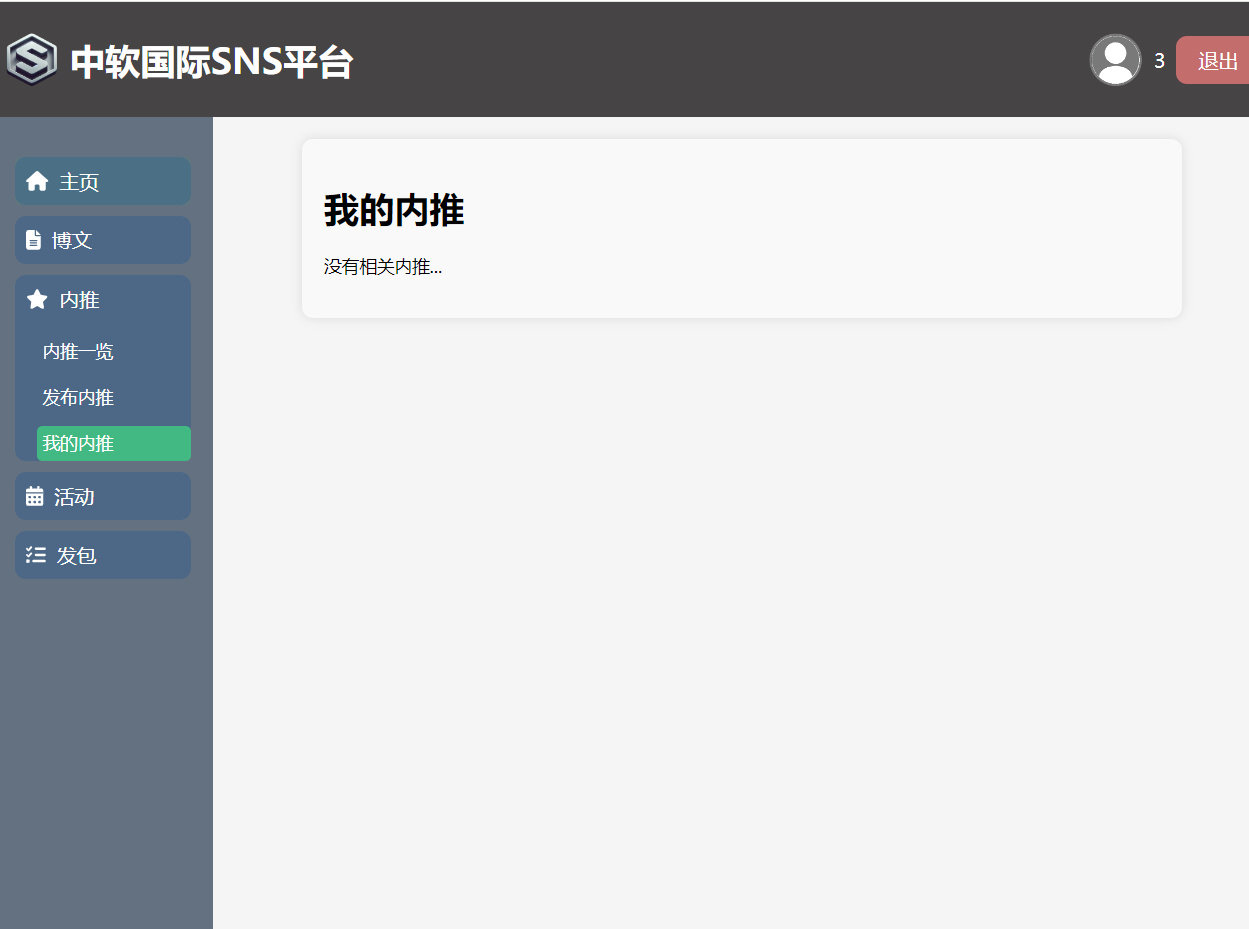 中软国际SNS平台
3
退出
主页
博文
内推
内推一览
发布内推
我的内推
活动
发包
我的内推
没有相关内推...